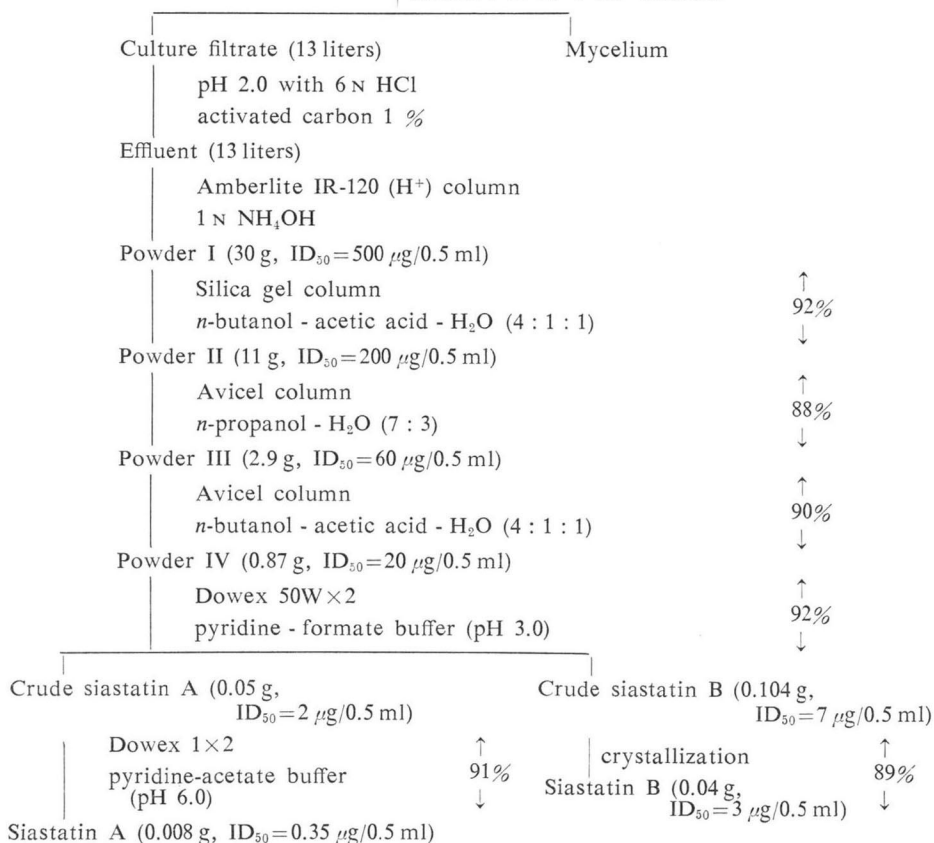 Culture filtrate (13 liters) Mycelium
pH 2.0 with 6 N HCl
activated carbon 1 %
Effluent (13 liters)
Amberlite IR-120 (H⁺) column
1 N NH₄OH
Powder I (30 g, ID₅₀=500 μg/0.5 ml)
Silica gel column
n-butanol - acetic acid - H₂O (4 : 1 : 1)
92%
Powder II (11 g, ID₅₀=200 μg/0.5 ml)
Avicel column
n-propanol - H₂O (7 : 3)
88%
Powder III (2.9 g, ID₅₀=60 μg/0.5 ml)
Avicel column
n-butanol - acetic acid - H₂O (4 : 1 : 1)
90%
Powder IV (0.87 g, ID₅₀=20 μg/0.5 ml)
Dowex 50W×2
pyridine - formate buffer (pH 3.0)
92%
Crude siastatin A (0.05 g,
ID₅₀=2 μg/0.5 ml)
Dowex 1×2
pyridine-acetate buffer
(pH 6.0)
91%
Siastatin A (0.008 g, ID₅₀=0.35 μg/0.5 ml)
Crude siastatin B (0.104 g,
ID₅₀=7 μg/0.5 ml)
crystallization
89%
Siastatin B (0.04 g,
ID₅₀=3 μg/0.5 ml)